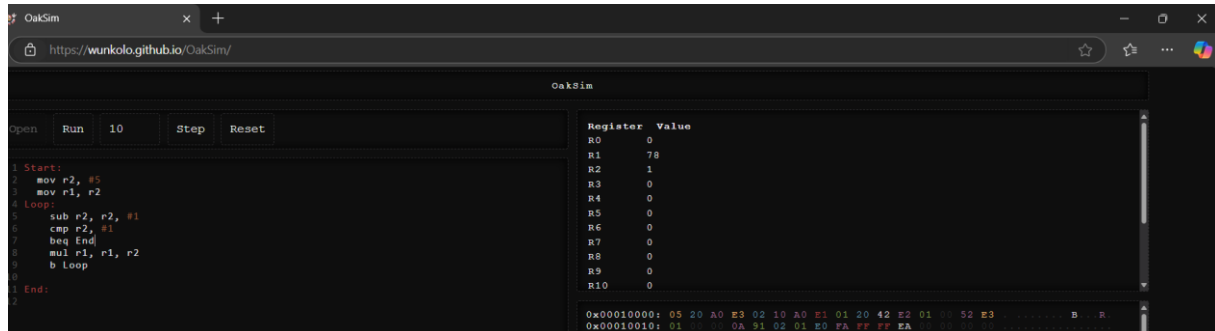 OakSim
https://wunkolo.github.io/OakSim/
OakSim
Open Run 10 Step Reset
1 Start:
2 mov r2, #5
3 mov r1, r2
4 Loop:
5 sub r2, r2, #1
6 cmp r2, #1
7 beq End
8 mul r1, r1, r2
9 b Loop
10
11 End:
12
Register Value
R0 0
R1 78
R2 1
R3 0
R4 0
R5 0
R6 0
R7 0
R8 0
R9 0
R10 0
0x00010000: 05 20 A0 E3 02 10 A0 E1 01 20 42 E2 01 00 52 E3 . . . . . . . . . B . . . R .
0x00010010: 01 00 00 0A 91 02 01 E0 FA FF FF EA 00 00 00 00